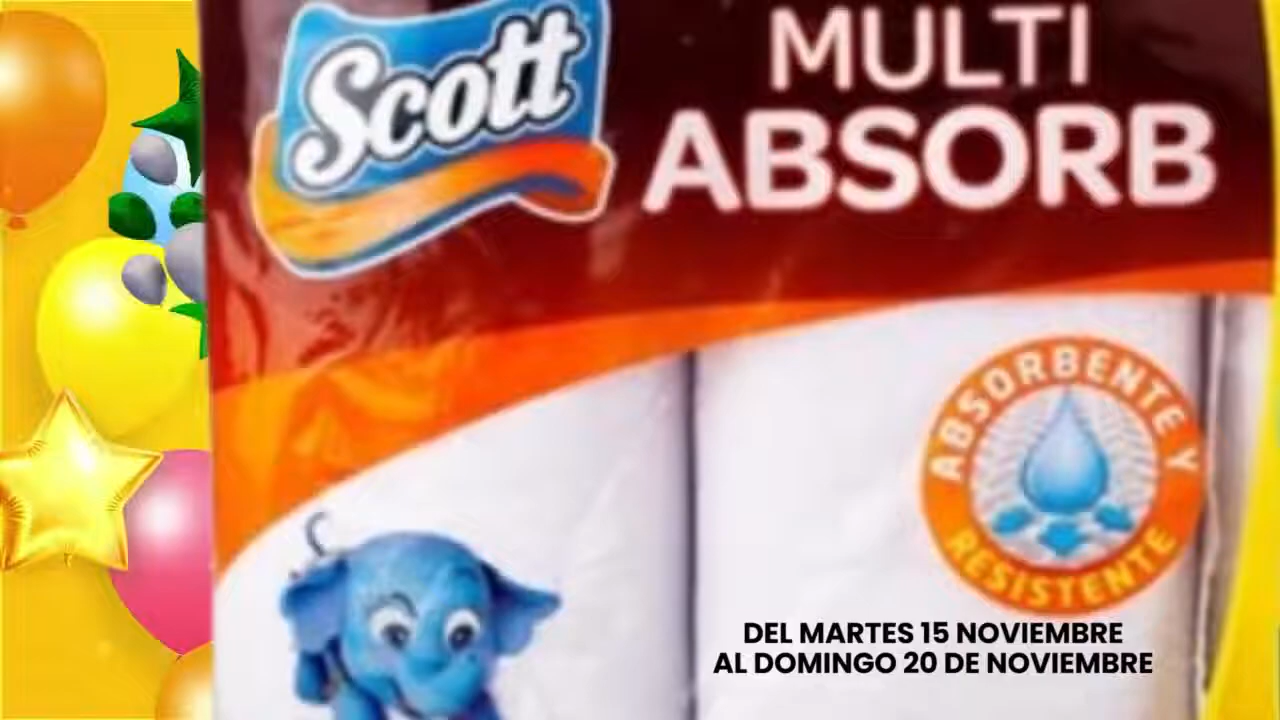 Scott
MULTI
ABSORB
ABSORBENTE Y
RESISTENTE
DEL MARTES 15 NOVIEMBRE
AL DOMINGO 20 DE NOVIEMBRE